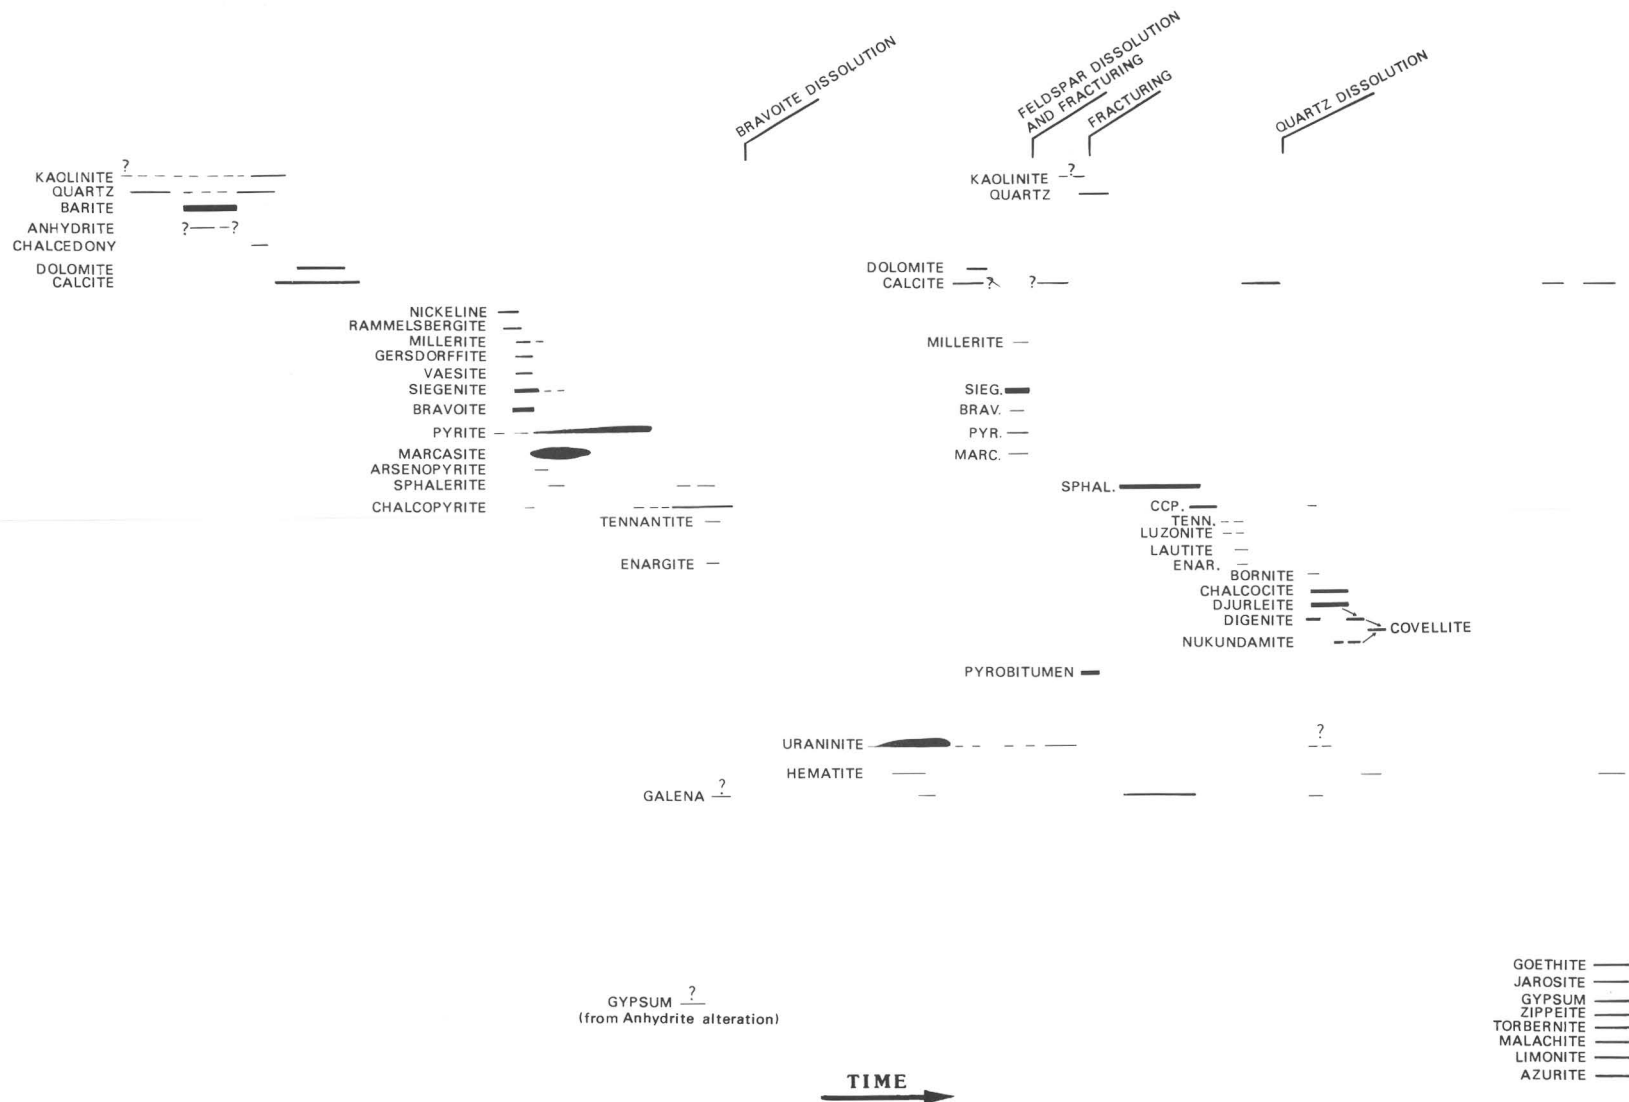 BRAVOITE DISSOLUTION
FELDSPAR DISSOLUTION
AND FRACTURING
FRACTURING
QUARTZ DISSOLUTION
?
KAOLINITE
QUARTZ
BARITE
ANHYDRITE ? ?
CHALCEDONY
DOLOMITE
CALCITE
KAOLINITE ?
QUARTZ
DOLOMITE
CALCITE ? ?
NICKELINE
RAMMELSBERGITE
MILLERITE
GERSDORFFITE
VAESITE
SIEGENITE
BRAVOITE
PYRITE
MARCASITE
ARSENOPYRITE
SPHALERITE
CHALCOPYRITE
TENNANTITE
ENARGITE
MILLERITE
SIEG.
BRAV.
PYR.
MARC.
SPHAL.
CCP.
TENN.
LUZONITE
LAUTITE
ENAR.
BORNITE
CHALCOCITE
DJURLEITE
DIGENITE
COVELLITE
NUKUNDAMITE
PYROBITUMEN
URANINITE ?
HEMATITE
GALENA ?
GYPSUM ?
(from Anhydrite alteration)
GOETHITE
JAROSITE
GYPSUM
ZIPPEITE
TORBERNITE
MALACHITE
LIMONITE
AZURITE
TIME